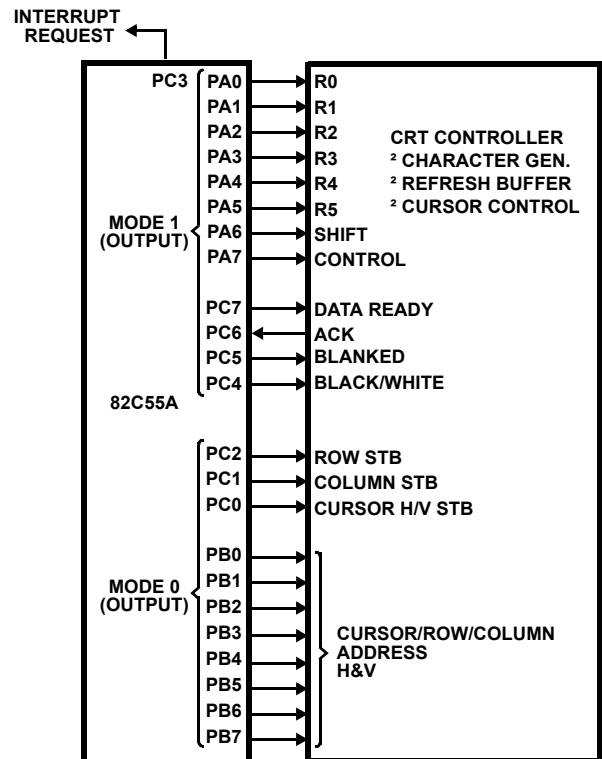 INTERRUPT
REQUEST
PC3 PA0 R0
PA1 R1
PA2 R2
CRT CONTROLLER
PA3 R3
² CHARACTER GEN.
PA4 R4
² REFRESH BUFFER
PA5 R5
² CURSOR CONTROL
MODE 1
(OUTPUT)
PA6 SHIFT
PA7 CONTROL
PC7 DATA READY
PC6 ACK
PC5 BLANKED
PC4 BLACK/WHITE
82C55A
PC2 ROW STB
PC1 COLUMN STB
PC0 CURSOR H/V STB
PB0
PB1
MODE 0
(OUTPUT)
PB2
PB3
PB4
PB5
PB6
PB7
CURSOR/ROW/COLUMN
ADDRESS
H&V